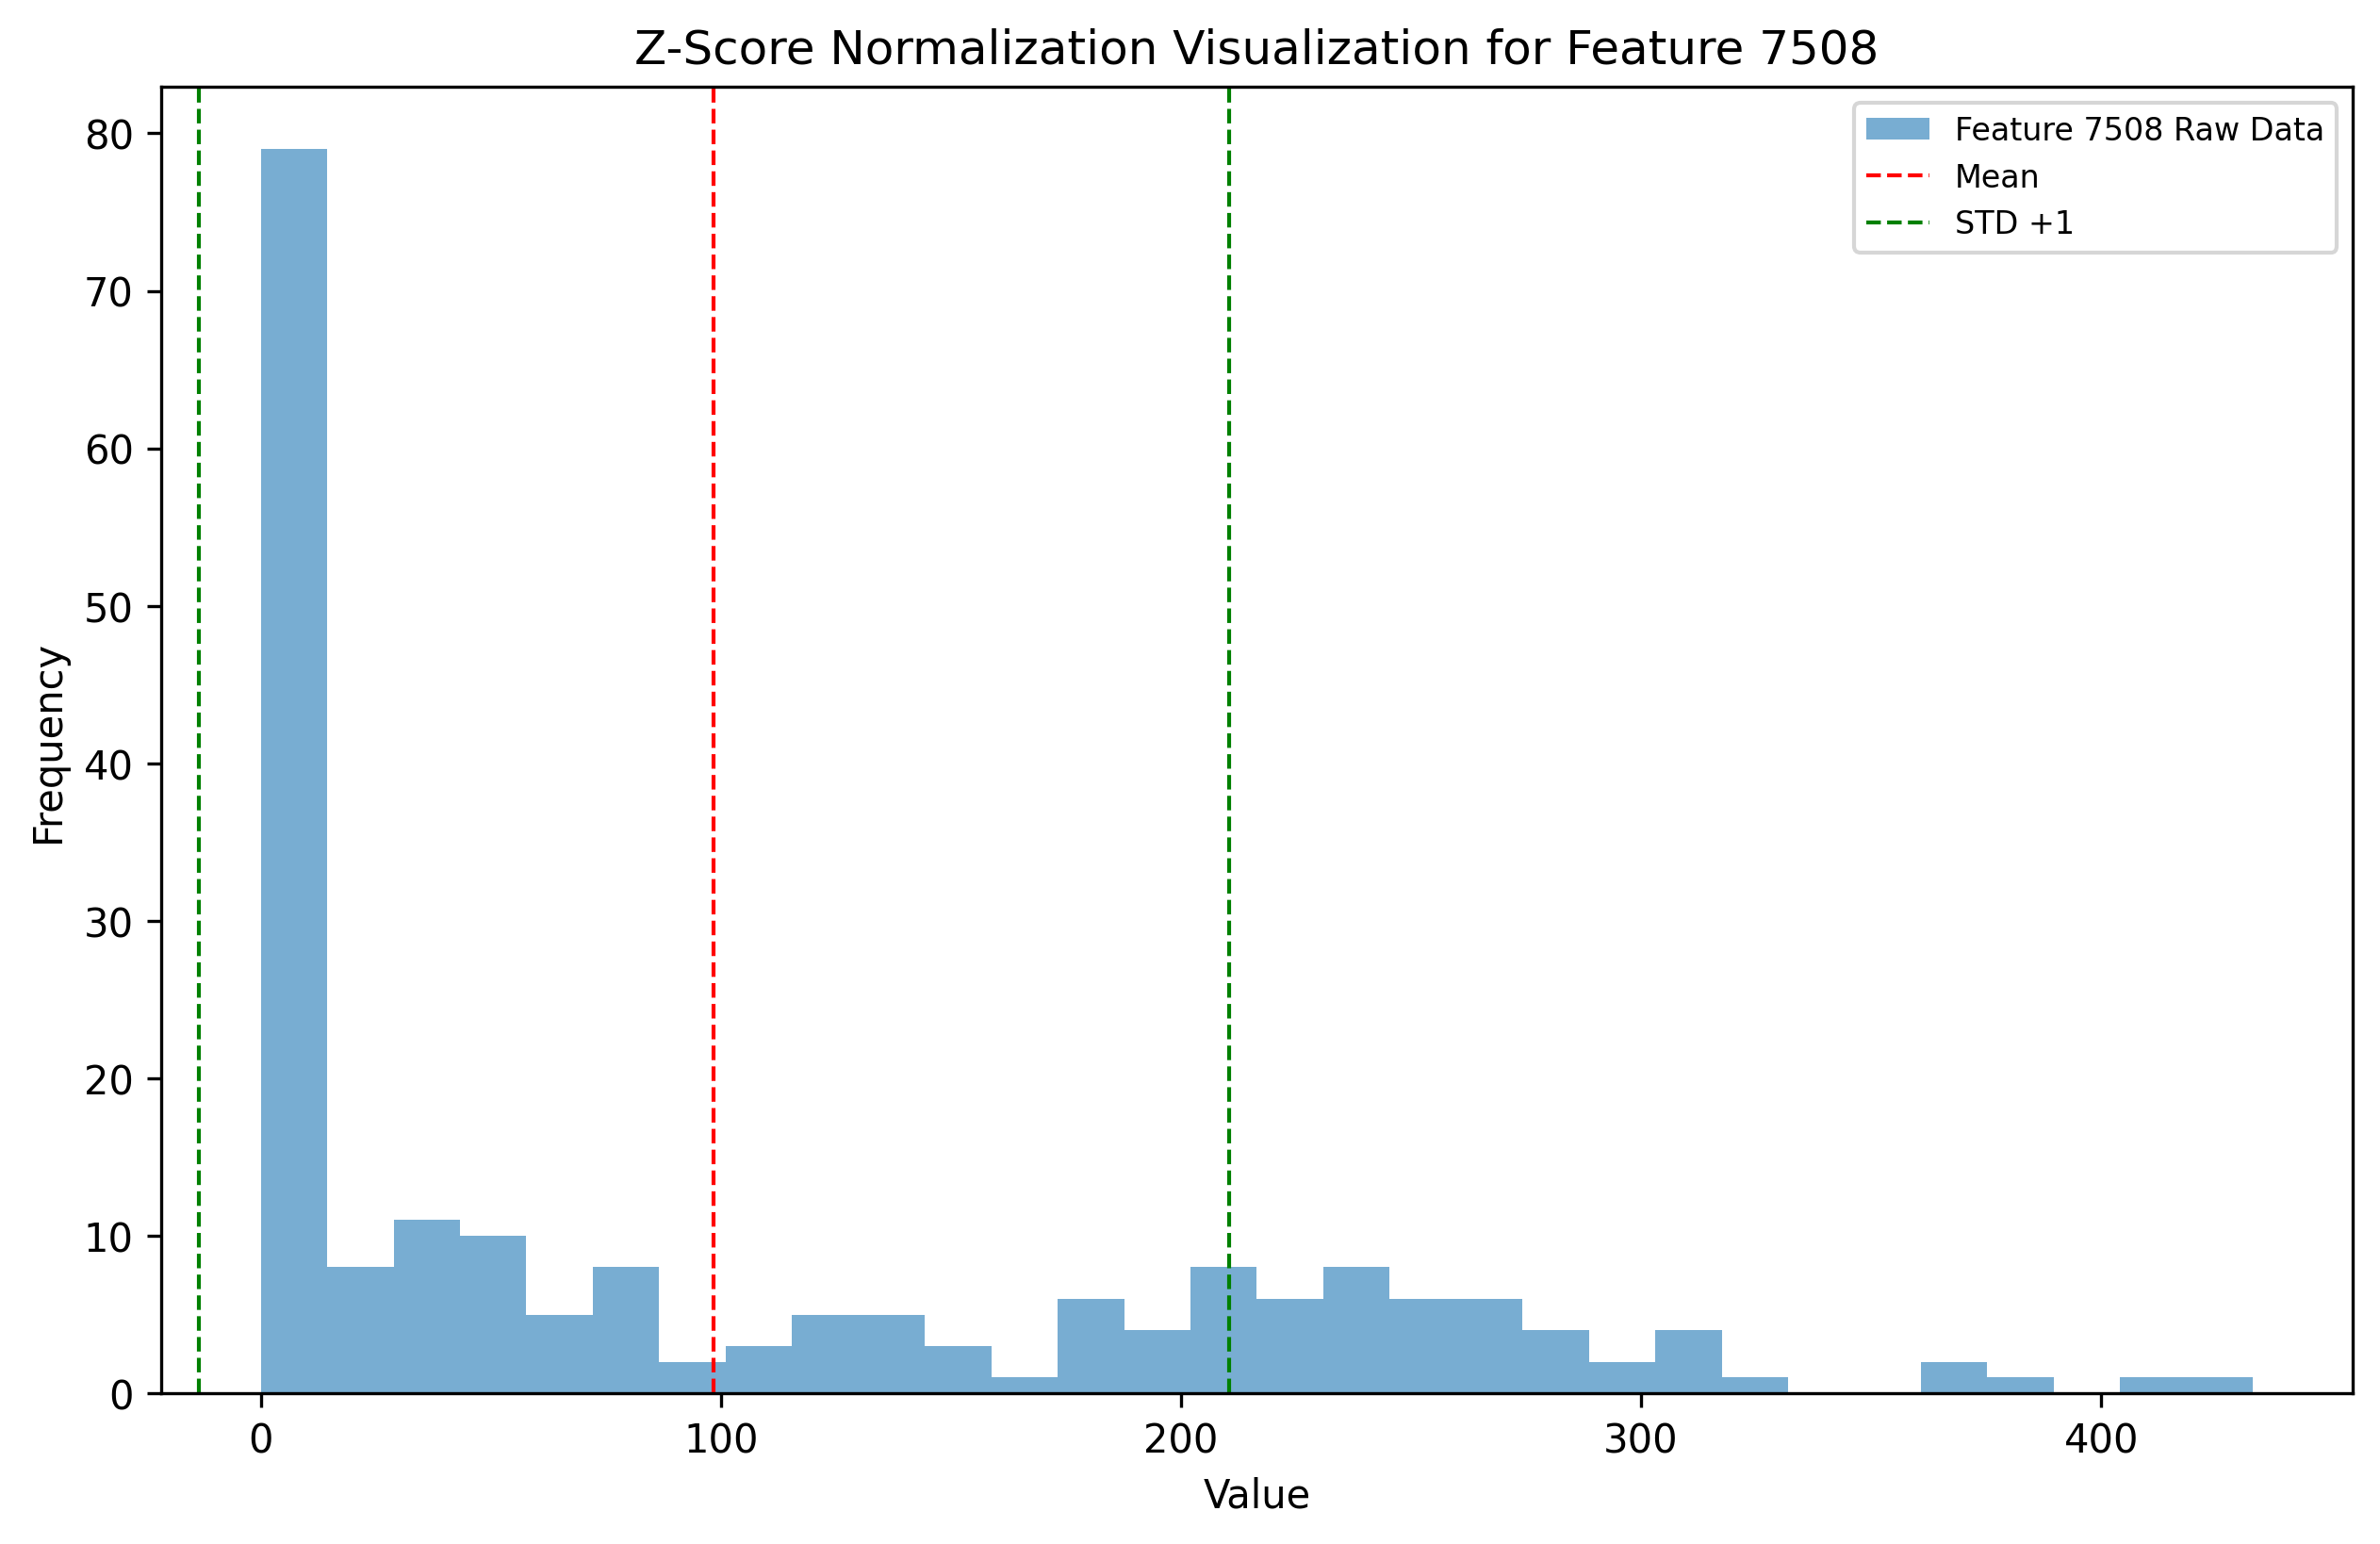 Z-Score Normalization Visualization for Feature 7508
Feature 7508 Raw Data
Mean
STD +1
80
70
60
50
40
30
20
10
0
Frequency
0 100 200 300 400
Value